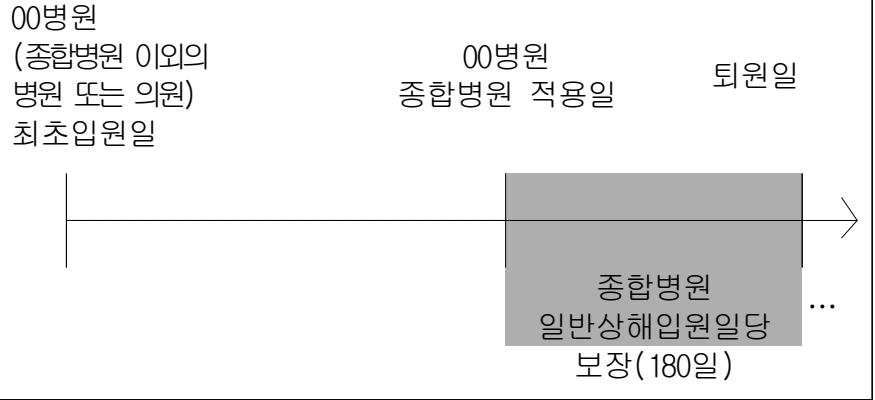 00병원
(종합병원 이외의
병원 또는 의원)
최초입원일
00병원
종합병원 적용일
퇴원일
종합병원
일반상해입원일당
보장(180일)
...